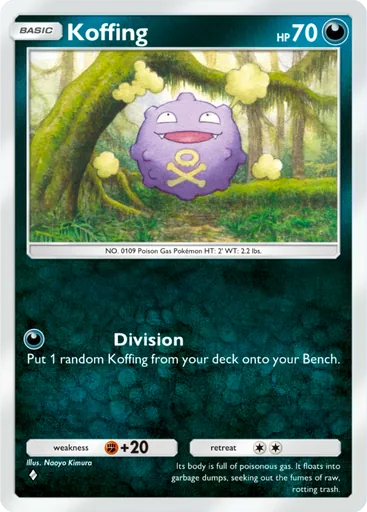 BASIC Koffing HP 70
NO. 0109 Poison Gas Pokémon HT: 2' WT: 2.2 lbs.
Division
Put 1 random Koffing from your deck onto your Bench.
weakness +20 retreat
Illus. Naoyo Kimura
Its body is full of poisonous gas. It floats into
garbage dumps, seeking out the fumes of raw,
rotting trash.